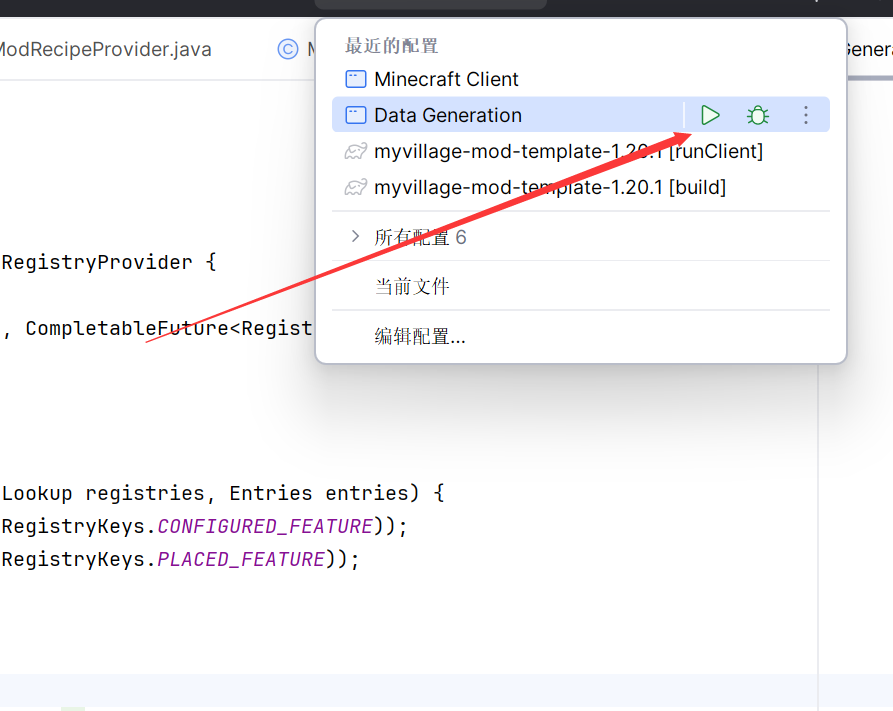 ModRecipeProvider.java
最近的配置
Minecraft Client
Data Generation
myvillage-mod-template-1.20.1 [runClient]
myvillage-mod-template-1.20.1 [build]
所有配置 6
当前文件
编辑配置...
RegistryProvider {
, CompletableFuture<Regist
Lookup registries, Entries entries) {
RegistryKeys.CONFIGURED_FEATURE));
RegistryKeys.PLACED_FEATURE));